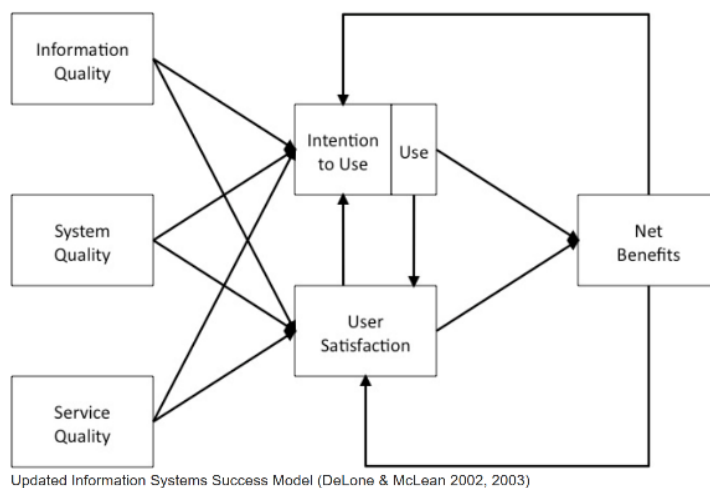 Information
Quality
System
Quality
Service
Quality
Intention
to Use
Use
User
Satisfaction
Net
Benefits
Updated Information Systems Success Model (DeLone & McLean 2002, 2003)